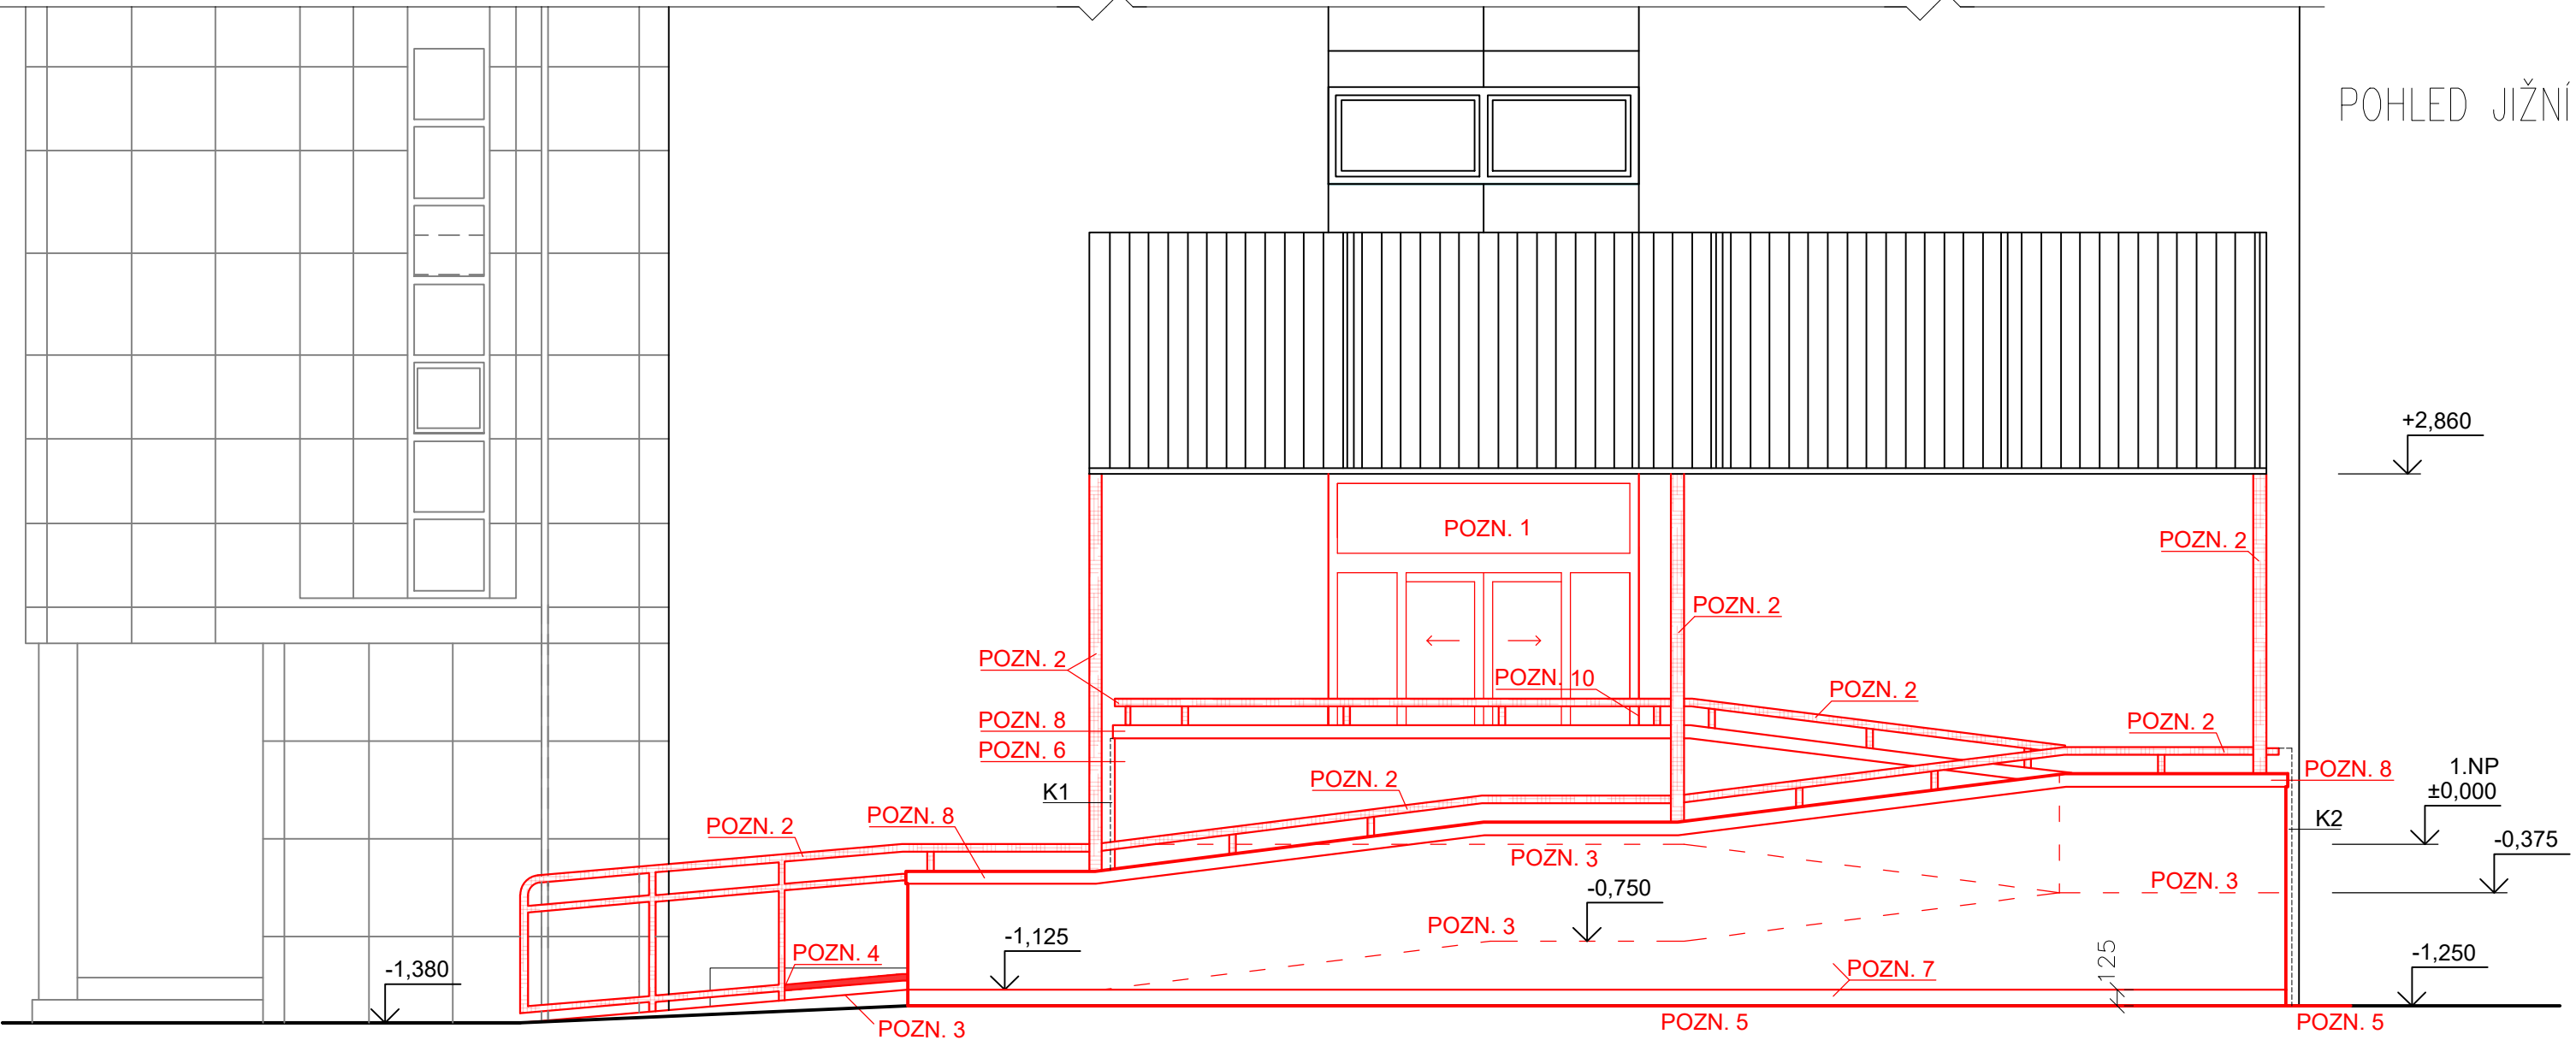 POHLED JIŽNÍ
+2,860
POZN. 1
POZN. 2
POZN. 2
POZN. 2
POZN. 10
POZN. 2
POZN. 8
POZN. 2
POZN. 6
1.NP
POZN. 8
POZN. 2
±0,000
K1
POZN. 8
K2
POZN. 2
-0,375
POZN. 3
POZN. 3
-0,750
POZN. 3
-1,125
POZN. 4
125
-1,380
POZN. 7
-1,250
POZN. 3
POZN. 5
POZN. 5